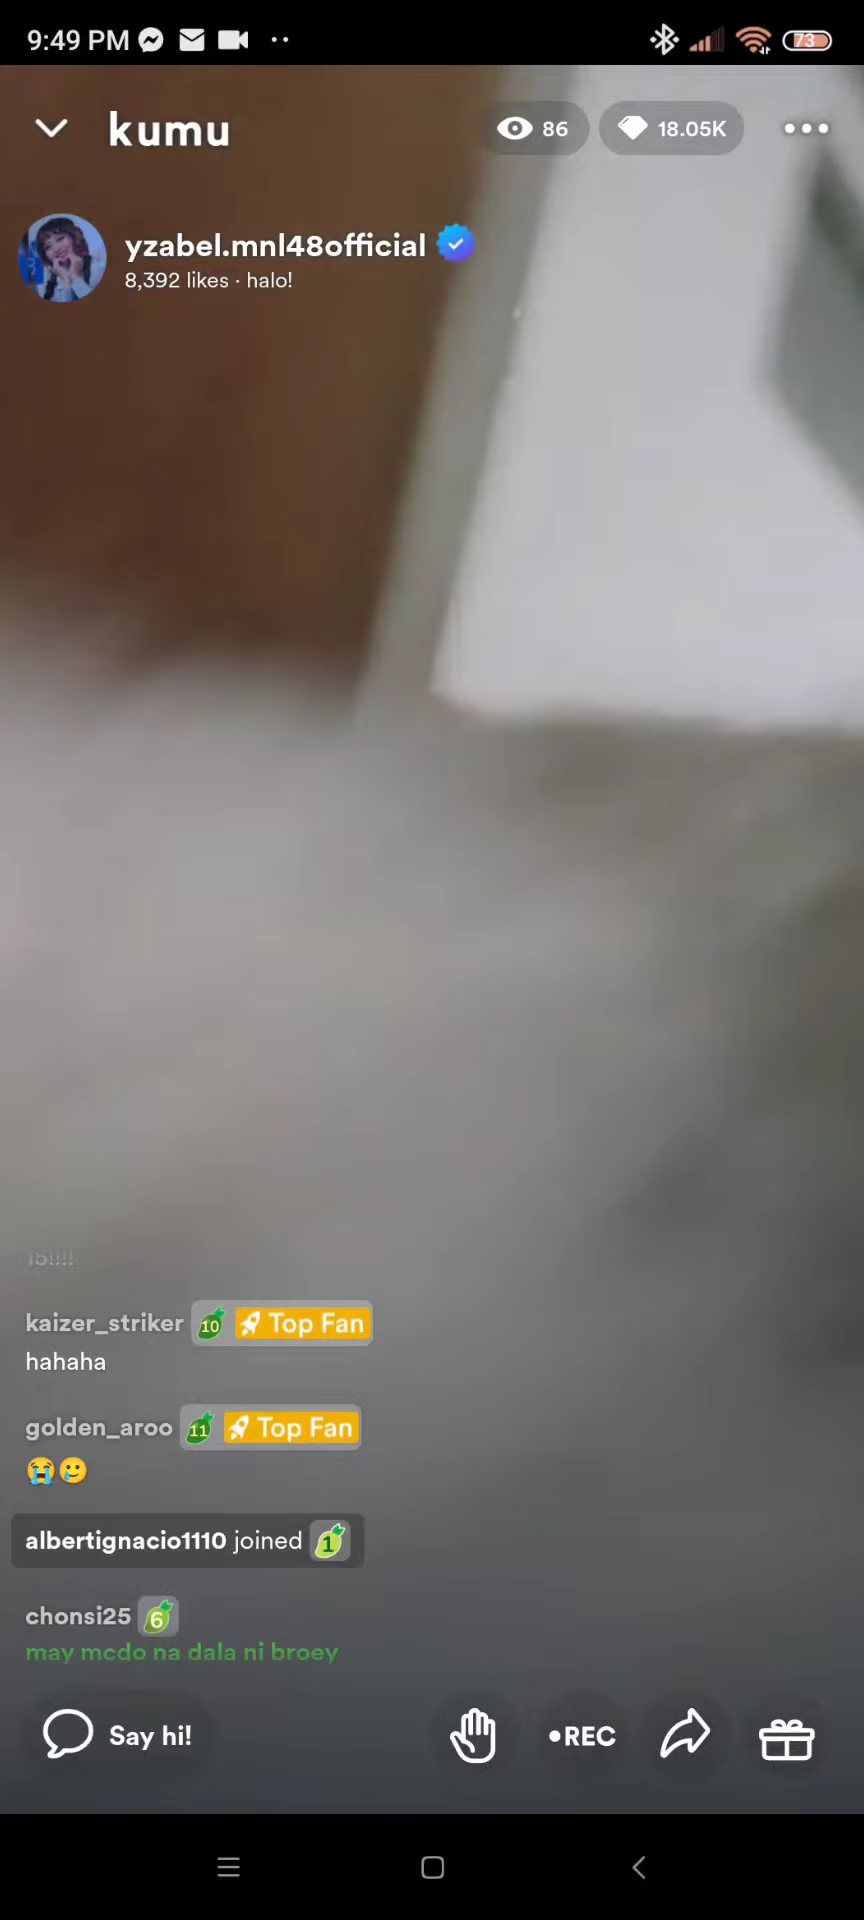 9:49 PM
73
kumu
86
18.05K
yzabel.mnl48official
8,392 likes · halo!
15!!!!
kaizer_striker 10 Top Fan
hahaha
golden_aroo 11 Top Fan
😭🥲
albertignacio1110 joined 1
chonsi25 6
may mcdo na dala ni broey
Say hi!
•REC